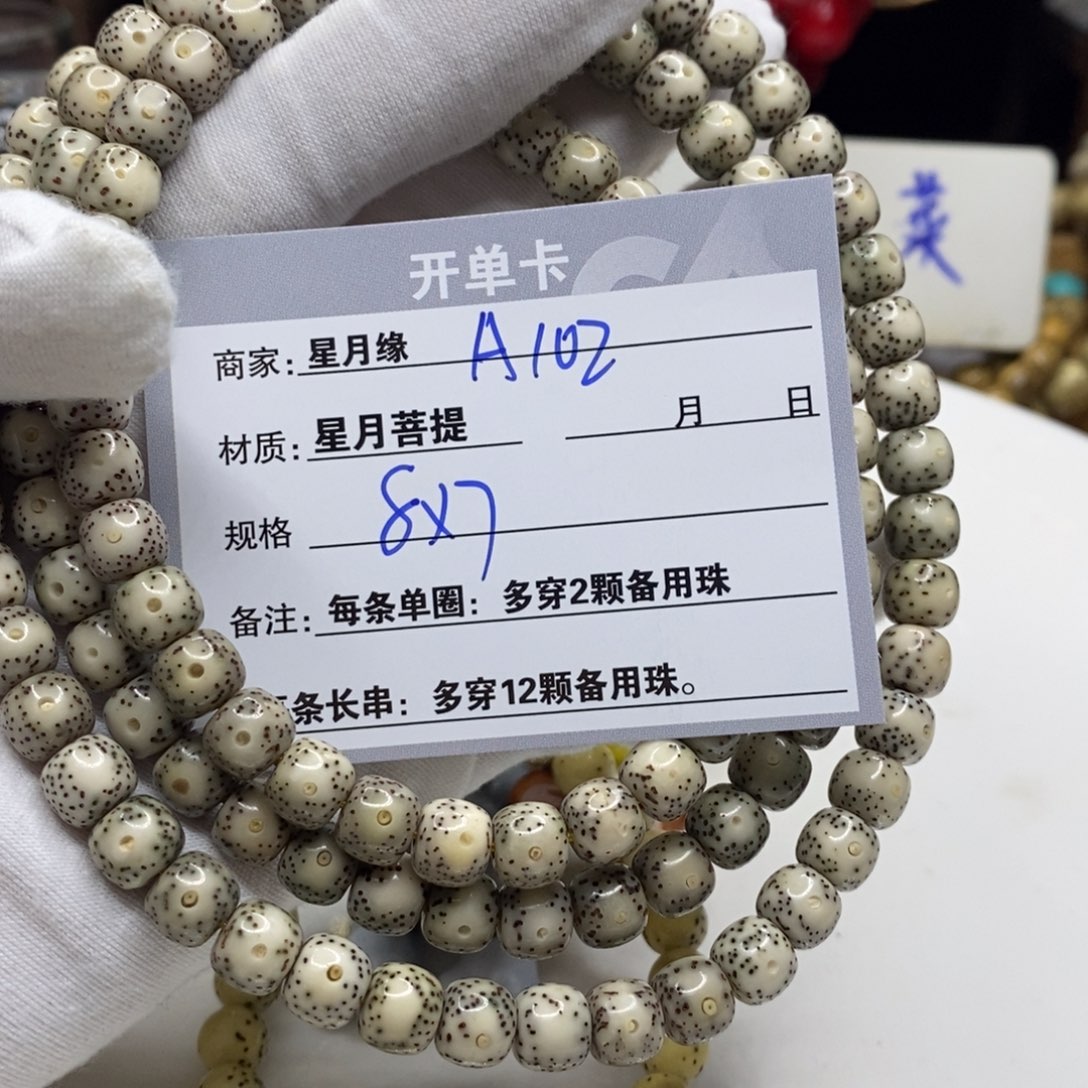 开单卡
商家：星月缘 A102
材质：星月菩提 月 日
规格 8X7
备注：每条单圈：多穿2颗备用珠
条长串：多穿12颗备用珠。